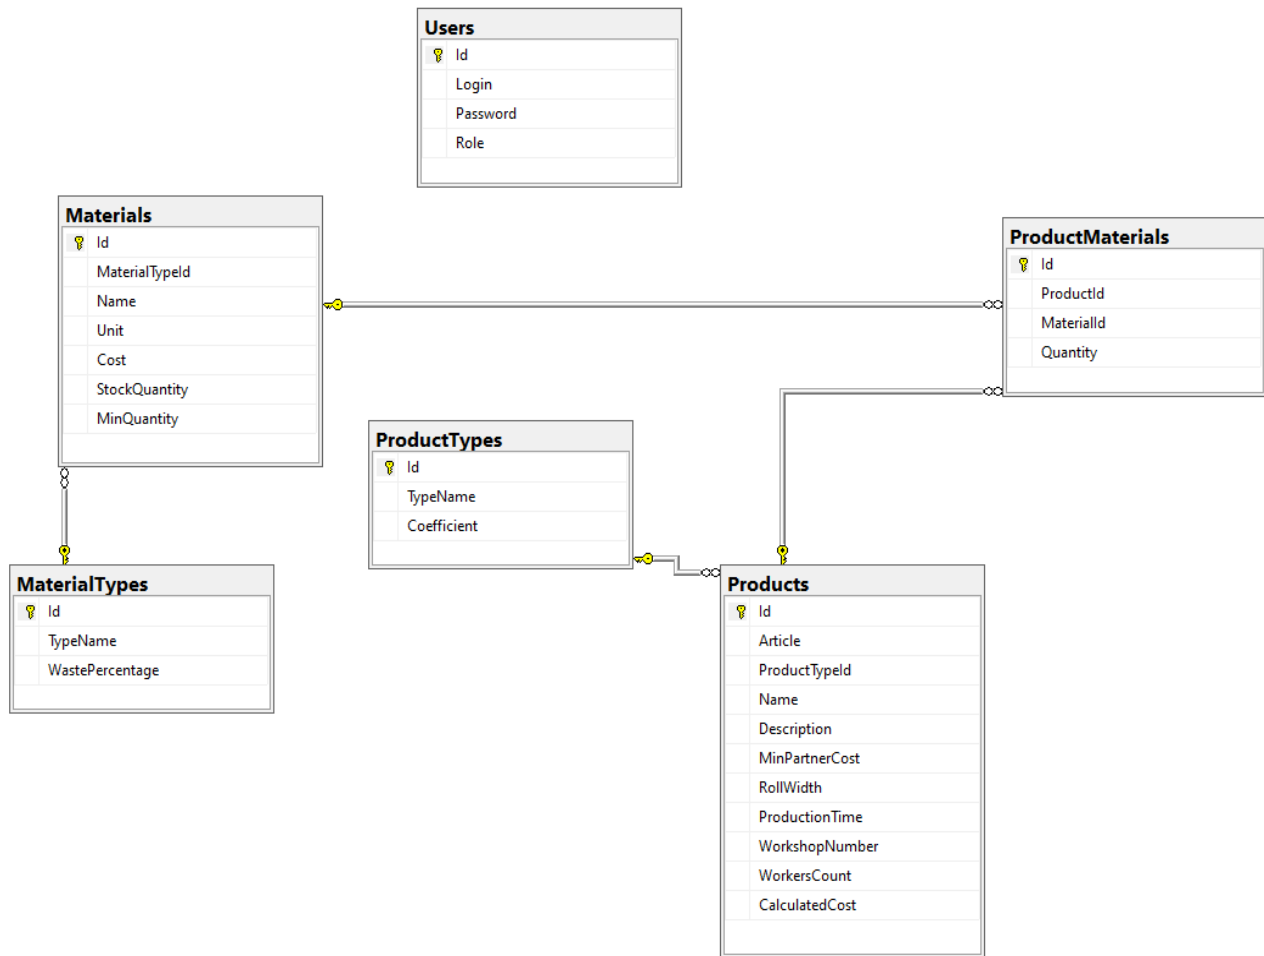 Users
Id
Login
Password
Role
Materials
Id
MaterialTypeId
Name
Unit
Cost
StockQuantity
MinQuantity
ProductMaterials
Id
ProductId
MaterialId
Quantity
ProductTypes
Id
TypeName
Coefficient
MaterialTypes
Id
TypeName
WastePercentage
Products
Id
Article
ProductTypeId
Name
Description
MinPartnerCost
RollWidth
ProductionTime
WorkshopNumber
WorkersCount
CalculatedCost